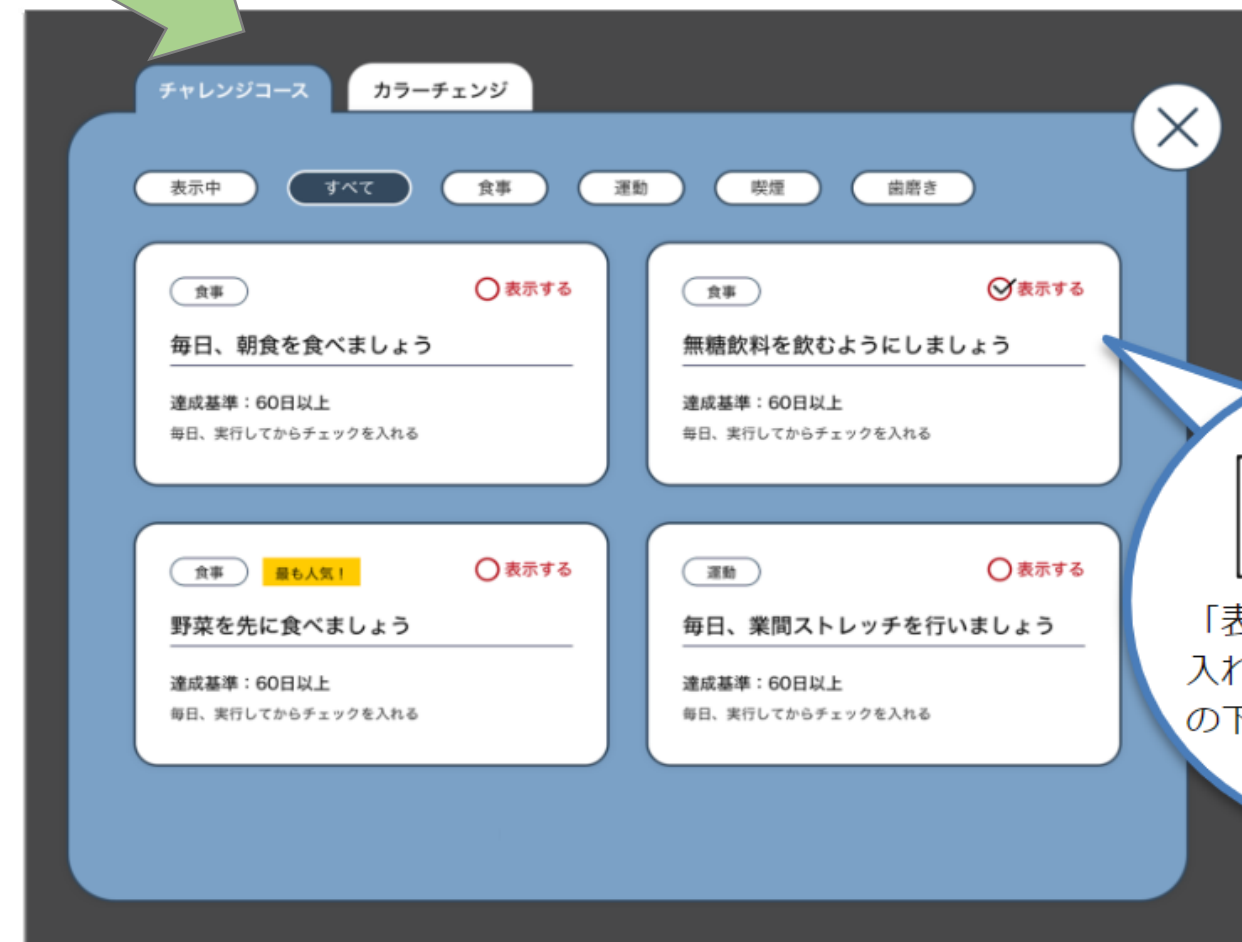 チャレンジコース
カラーチェンジ
表示中
すべて
食事
運動
喫煙
歯磨き
食事
表示する
毎日、朝食を食べましょう
達成基準：60日以上
毎日、実行してからチェックを入れる
食事
表示する
無糖飲料を飲むようにしましょう
達成基準：60日以上
毎日、実行してからチェックを入れる
食事
最も人気！
表示する
野菜を先に食べましょう
達成基準：60日以上
毎日、実行してからチェックを入れる
運動
表示する
毎日、業間ストレッチを行いましょう
達成基準：60日以上
毎日、実行してからチェックを入れる
「表
入れ
の下